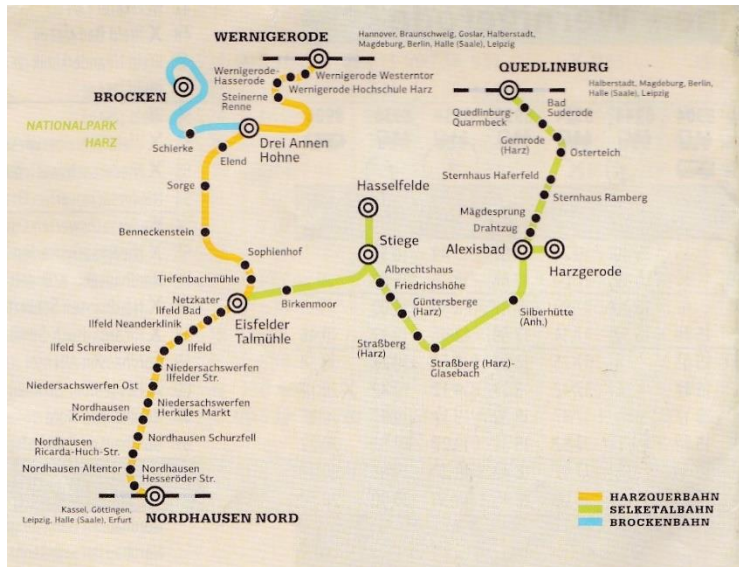 WERNIGERODE
Hannover, Braunschweig, Goslar, Halberstadt,
Magdeburg, Berlin, Halle (Saale), Leipzig
Wernigerode-
Hasserode
Wernigerode Westerntor
Wernigerode Hochschule Harz
Steinerne
Renne
BROCKEN
QUEDLINBURG
Halberstadt, Magdeburg, Berlin,
Halle (Saale), Leipzig
Quedlinburg-
Quarmbeck
Bad
Suderode
Gernrode
(Harz)
Osterteich
NATIONALPARK
HARZ
Schierke
Drei Annen
Hohne
Elend
Sorge
Sternhaus Haferfeld
Sternhaus Ramberg
Hasselfelde
Mägdesprung
Drahtzug
Benneckenstein
Stiege
Alexisbad
Harzgerode
Sophienhof
Tiefenbachmühle
Albrechtshaus
Friedrichshöhe
Güntersberge
(Harz)
Netzkater
Ilfeld Bad
Birkenmoor
Eisfelder
Talmühle
Silberhütte
(Anh.)
Ilfeld Neanderklinik
Straßberg
(Harz)
Ilfeld Schreiberwiese
Ilfeld
Straßberg (Harz)-
Glasebach
Niedersachswerfen
Ilfelder Str.
Niedersachswerfen Ost
Niedersachswerfen
Herkules Markt
Nordhausen
Krimderode
Nordhausen Schurzfell
Nordhausen
Ricarda-Huch-Str.
Nordhausen Altentor
Nordhausen
Hesseröder Str.
Kassel, Göttingen,
Leipzig, Halle (Saale), Erfurt
NORDHAUSEN NORD
HARZQUERBAHN
SELKETALBAHN
BROCKENBAHN